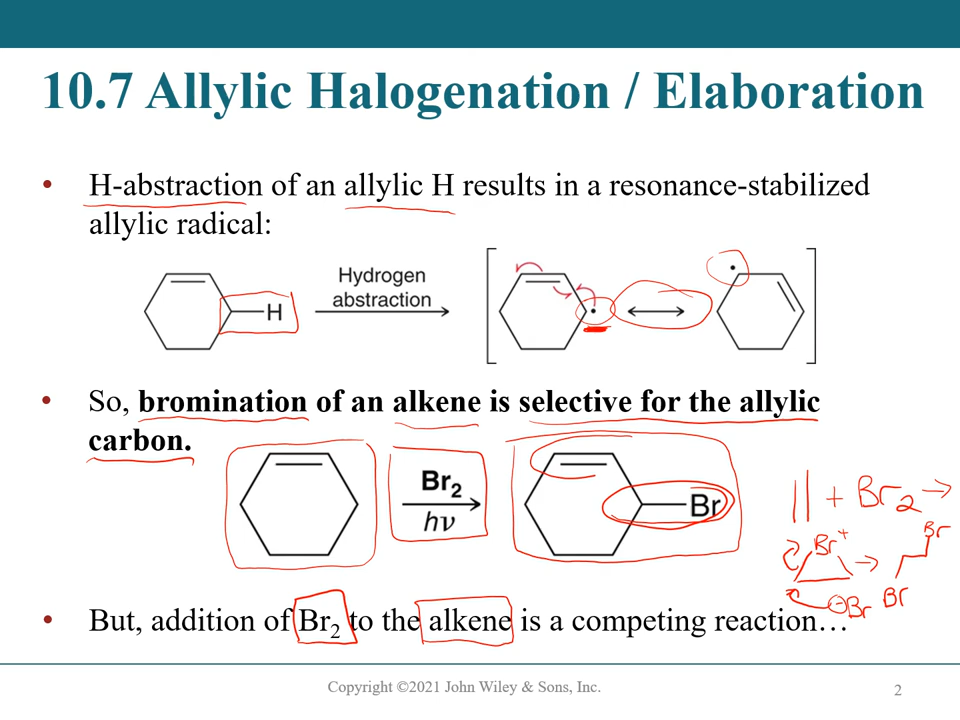 10.7 Allylic Halogenation / Elaboration
• H-abstraction of an allylic H results in a resonance-stabilized
allylic radical:
Hydrogen
abstraction
H
• So, bromination of an alkene is selective for the allylic
carbon.
Br₂
hν
Br
|| + Br₂ →
Br⁺ → Br
⊖Br Br
• But, addition of Br₂ to the alkene is a competing reaction…
Copyright ©2021 John Wiley & Sons, Inc.
2